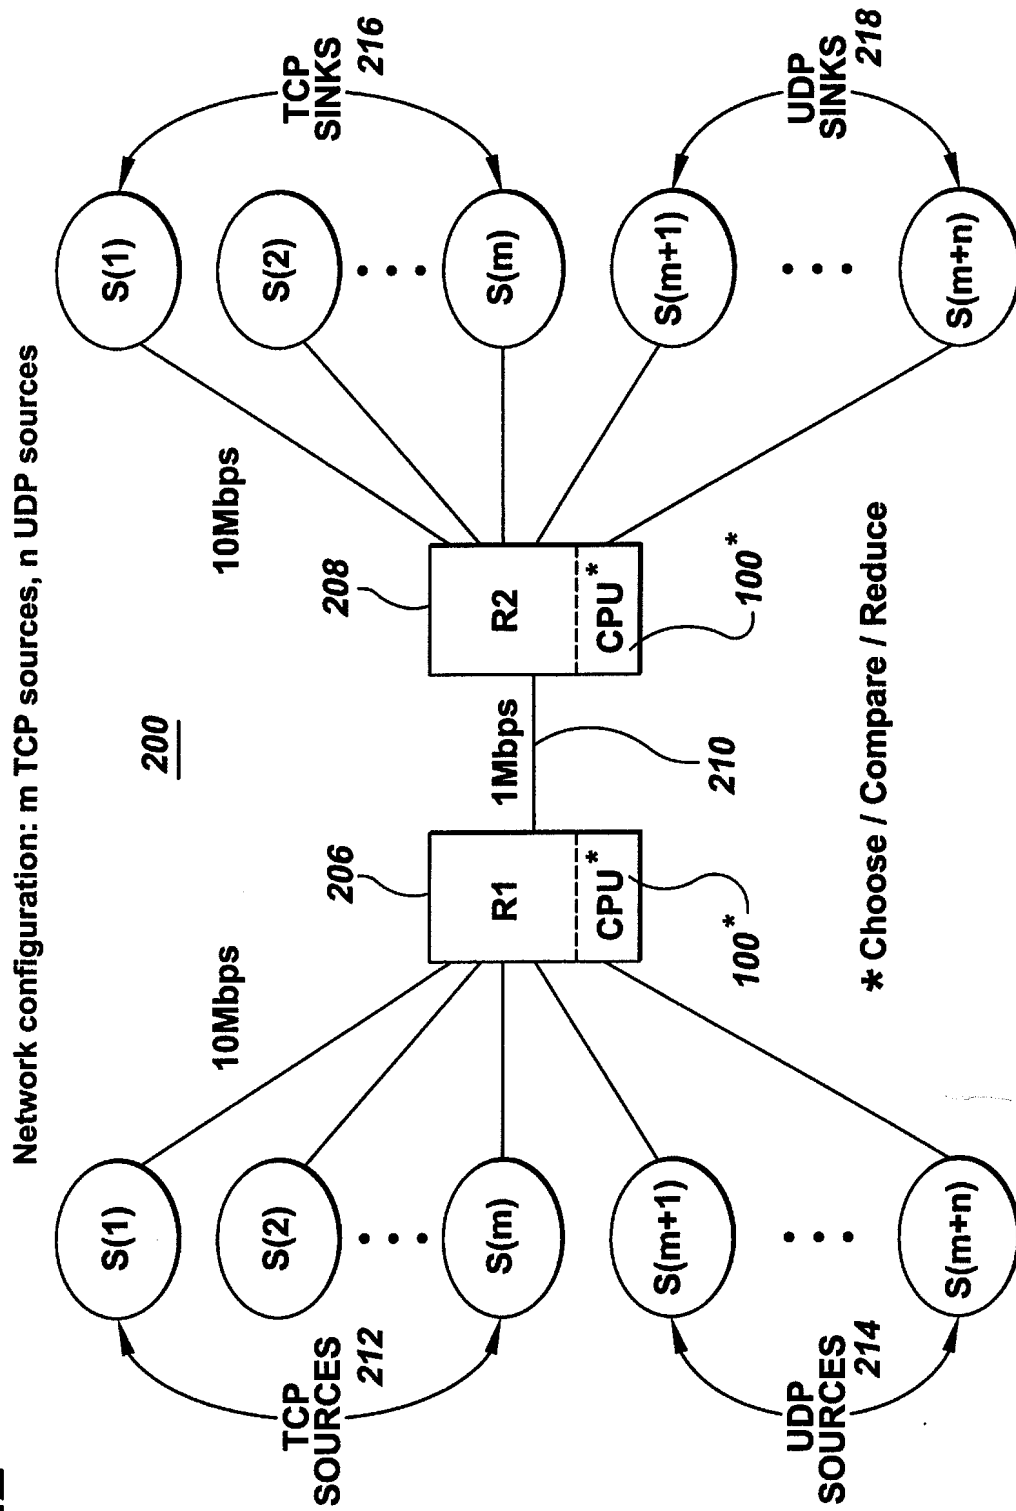 Network configuration: m TCP sources, n UDP sources
200
TCP
SOURCES
212
S(1)
S(2)
S(m)
UDP
SOURCES
214
S(m+1)
S(m+n)
10Mbps
206
R1
CPU*
100*
1Mbps
210
208
R2
CPU*
100*
10Mbps
S(1)
S(2)
S(m)
TCP
SINKS
216
S(m+1)
S(m+n)
UDP
SINKS
218
* Choose / Compare / Reduce